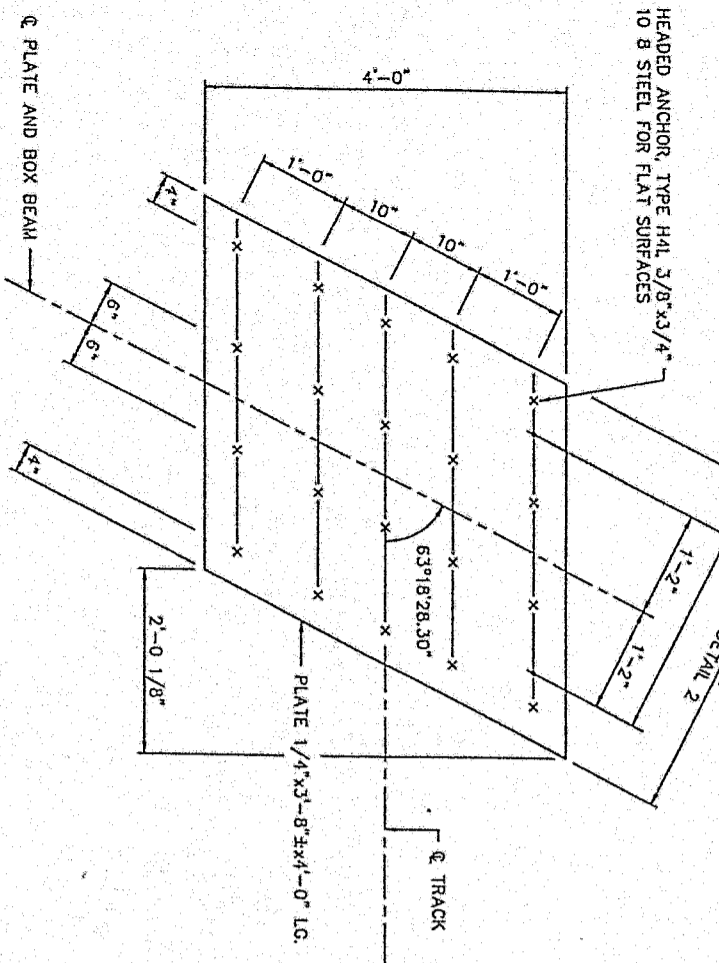 HEADED ANCHOR, TYPE H4L 3/8"x3/4"
10 8 STEEL FOR FLAT SURFACES
4'-0"
1'-0"
10"
10"
1'-0"
4"
℄ PLATE AND BOX BEAM
6"
6"
4"
63°18'28.30"
1'-2"
1'-2"
2
2'-0 1/8"
PLATE 1/4"x3'-8"±x4'-0" LG.
℄ TRACK